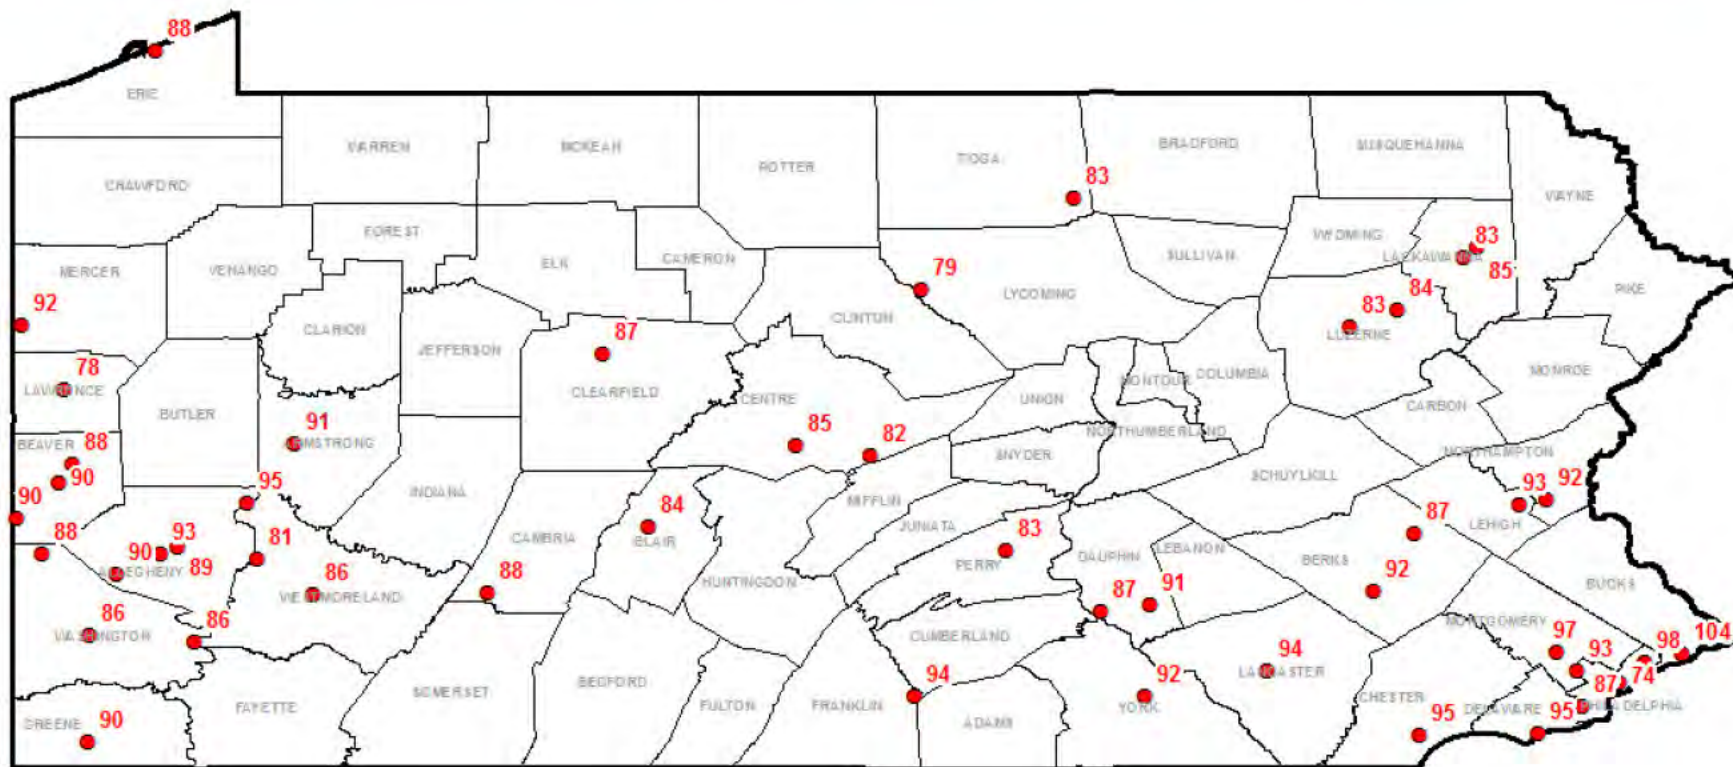 88
ERIE
WARREN
MCKEAN
POTTER
TIOGA
BRADFORD
SUSQUEHANNA
CRAWFORD
83
WAYNE
FOREST
WYOMING
83
LACKAWANNA
MERCER
VENANGO
ELK
CAMERON
SULLIVAN
85
92
79
LYCOMING
84
PIKE
CLARION
CLINTON
83
LUZERNE
87
JEFFERSON
78
LAWRENCE
CLEARFIELD
CENTRE
UNION
MONTOUR
COLUMBIA
MONROE
BUTLER
CARBON
91
ARMSTRONG
85
82
NORTHUMBERLAND
BEAVER
88
SNYDER
NORTHAMPTON
90
95
INDIANA
MIFFLIN
SCHUYLKILL
93
92
90
84
JUNIATA
87
LEHIGH
88
93
90
89
81
CAMBRIA
BLAIR
83
PERRY
DAUPHIN
LEBANON
BERKS
ALLEGHENY
86
WESTMORELAND
88
HUNTINGDON
92
BUCKS
86
WASHINGTON
86
87
91
CUMBERLAND
MONTGOMERY
97
93
98
104
94
LANCASTER
SOMERSET
BEDFORD
FULTON
FRANKLIN
94
92
YORK
CHESTER
87
74
GREENE
90
FAYETTE
ADAMS
95
DELAWARE
95
PHILADELPHIA